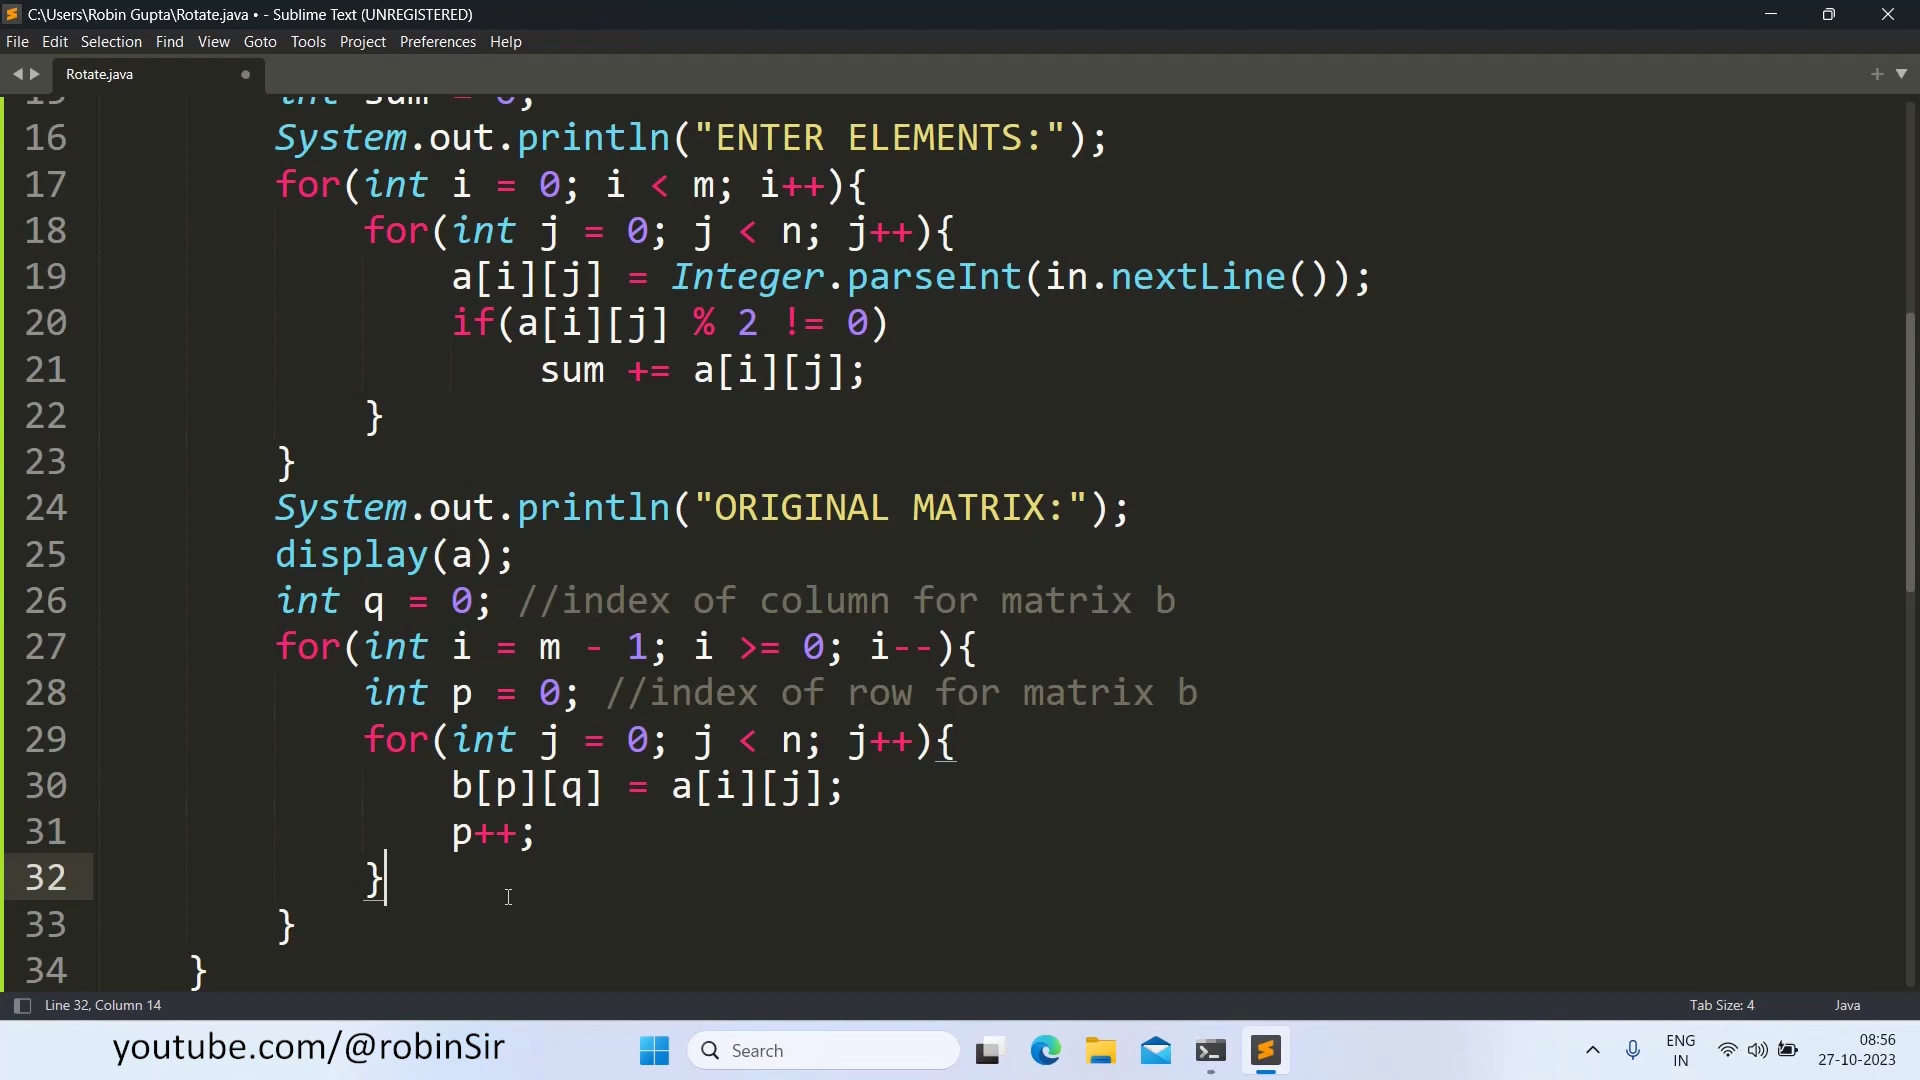 C:\Users\Robin Gupta\Rotate.java • - Sublime Text (UNREGISTERED)
File Edit Selection Find View Goto Tools Project Preferences Help
Rotate.java
15 int sum = 0;
16 System.out.println("ENTER ELEMENTS:");
17 for(int i = 0; i < m; i++){
18 for(int j = 0; j < n; j++){
19 a[i][j] = Integer.parseInt(in.nextLine());
20 if(a[i][j] % 2 != 0)
21 sum += a[i][j];
22 }
23 }
24 System.out.println("ORIGINAL MATRIX:");
25 display(a);
26 int q = 0; //index of column for matrix b
27 for(int i = m - 1; i >= 0; i--){
28 int p = 0; //index of row for matrix b
29 for(int j = 0; j < n; j++){
30 b[p][q] = a[i][j];
31 p++;
32 }
33 }
34 }
Line 32, Column 14 Tab Size: 4 Java
youtube.com/@robinSir Search ENG IN 08:56 27-10-2023